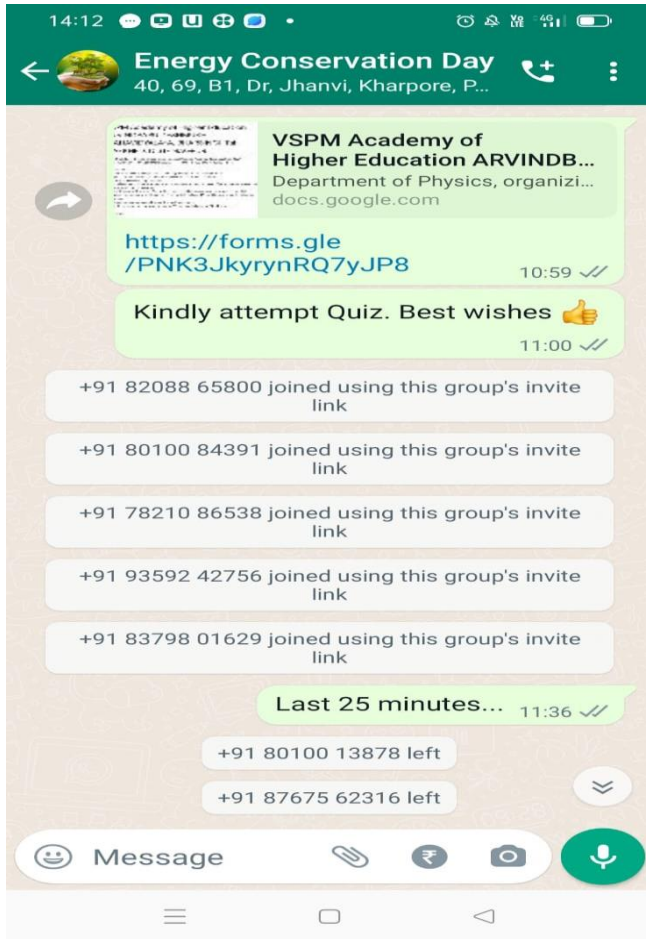 14:12
Energy Conservation Day
40, 69, B1, Dr, Jhanvi, Kharpore, P...
VSPM Academy of
Higher Education ARVINDB...
Department of Physics, organizi...
docs.google.com
https://forms.gle
/PNK3JkyrynRQ7yJP8
10:59
Kindly attempt Quiz. Best wishes 👍
11:00
+91 82088 65800 joined using this group's invite
link
+91 80100 84391 joined using this group's invite
link
+91 78210 86538 joined using this group's invite
link
+91 93592 42756 joined using this group's invite
link
+91 83798 01629 joined using this group's invite
link
Last 25 minutes... 11:36
+91 80100 13878 left
+91 87675 62316 left
Message